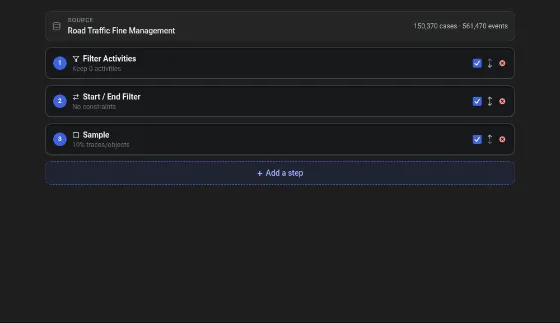 SOURCE
Road Traffic Fine Management
150,370 cases · 561,470 events
1
Filter Activities
Keep 0 activities
2
Start / End Filter
No constraints
3
Sample
10% traces/objects
+ Add a step